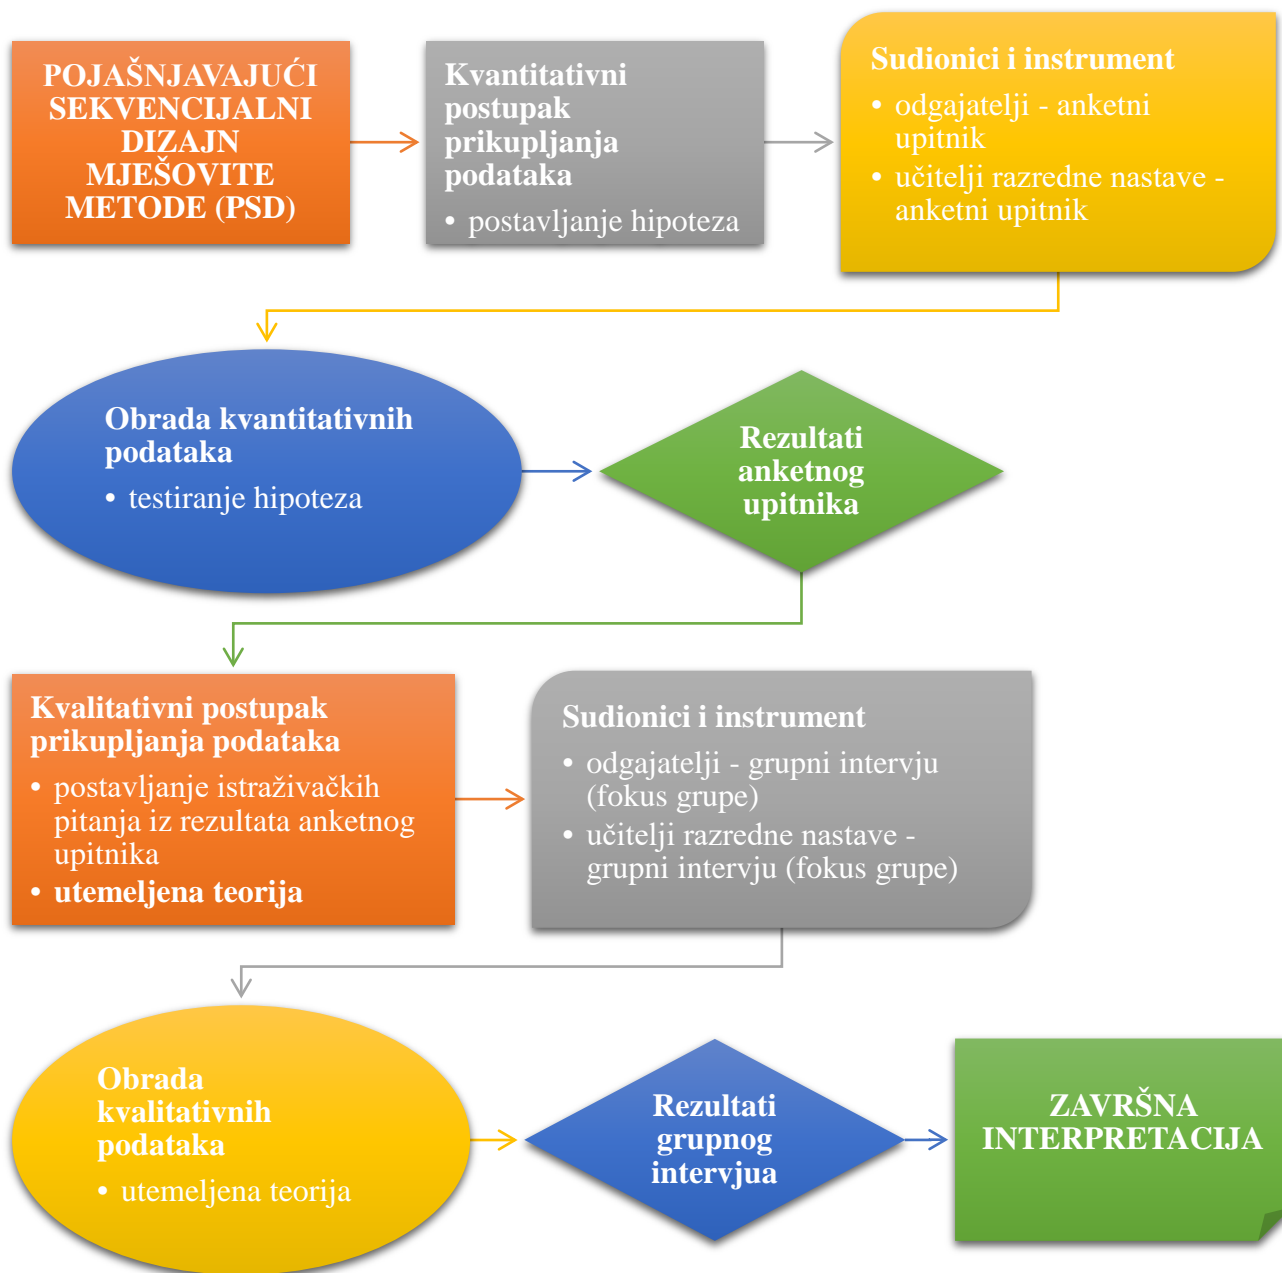 POJAŠNJAVAJUĆI
SEKVENCIJALNI
DIZAJN
MJEŠOVITE
METODE (PSD)
Kvantitativni
postupak
prikupljanja
podataka
• postavljanje hipoteza
Sudionici i instrument
• odgajatelji - anketni
upitnik
• učitelji razredne nastave -
anketni upitnik
Obrada kvantitativnih
podataka
• testiranje hipoteza
Rezultati
anketnog
upitnika
Kvalitativni postupak
prikupljanja podataka
• postavljanje istraživačkih
pitanja iz rezultata anketnog
upitnika
• utemeljena teorija
Sudionici i instrument
• odgajatelji - grupni intervju
(fokus grupe)
• učitelji razredne nastave -
grupni intervju (fokus grupe)
Obrada
kvalitativnih
podataka
• utemeljena teorija
Rezultati
grupnog
intervjua
ZAVRŠNA
INTERPRETACIJA